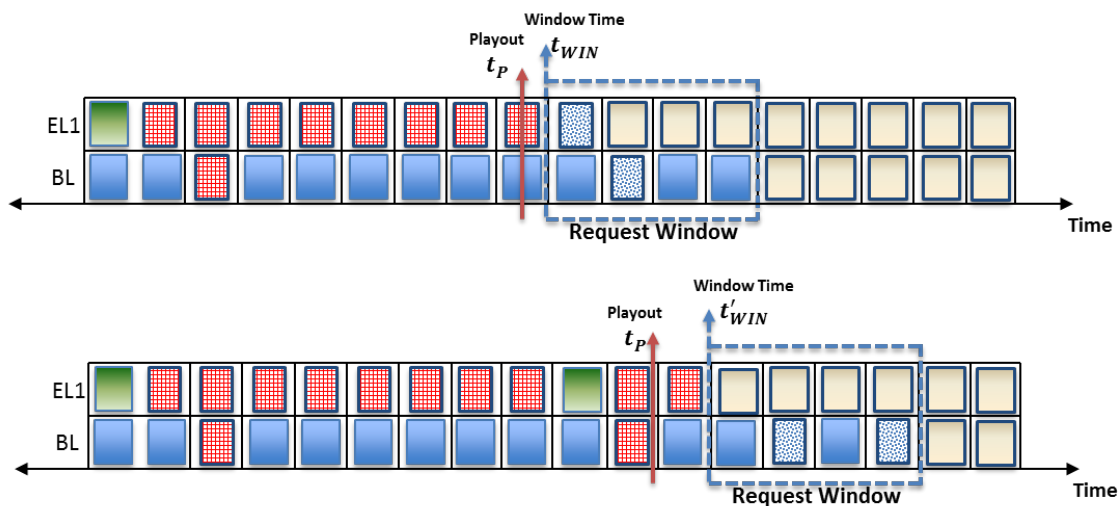 Window Time
Playout
t_WIN
t_P
EL1
BL
Request Window
Time
Window Time
Playout
t'_WIN
t_P
EL1
BL
Time
Request Window